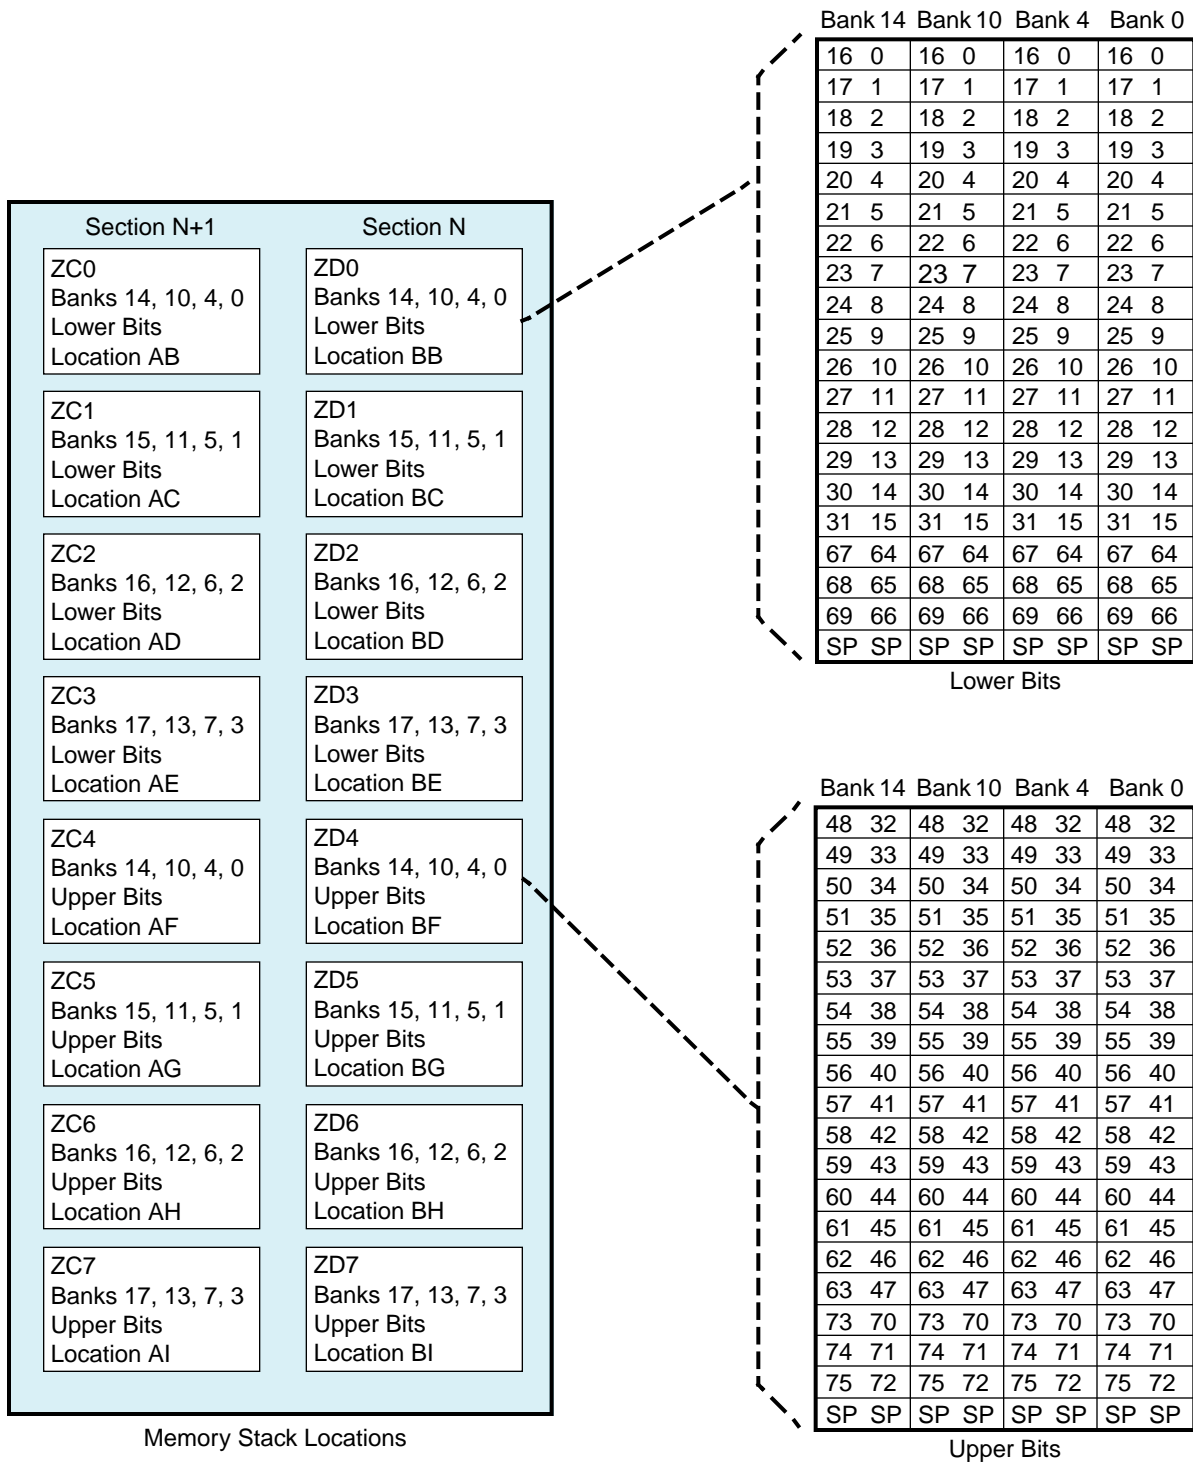 Section N+1 Section N
ZC0
Banks 14, 10, 4, 0
Lower Bits
Location AB
ZD0
Banks 14, 10, 4, 0
Lower Bits
Location BB
ZC1
Banks 15, 11, 5, 1
Lower Bits
Location AC
ZD1
Banks 15, 11, 5, 1
Lower Bits
Location BC
ZC2
Banks 16, 12, 6, 2
Lower Bits
Location AD
ZD2
Banks 16, 12, 6, 2
Lower Bits
Location BD
ZC3
Banks 17, 13, 7, 3
Lower Bits
Location AE
ZD3
Banks 17, 13, 7, 3
Lower Bits
Location BE
ZC4
Banks 14, 10, 4, 0
Upper Bits
Location AF
ZD4
Banks 14, 10, 4, 0
Upper Bits
Location BF
ZC5
Banks 15, 11, 5, 1
Upper Bits
Location AG
ZD5
Banks 15, 11, 5, 1
Upper Bits
Location BG
ZC6
Banks 16, 12, 6, 2
Upper Bits
Location AH
ZD6
Banks 16, 12, 6, 2
Upper Bits
Location BH
ZC7
Banks 17, 13, 7, 3
Upper Bits
Location AI
ZD7
Banks 17, 13, 7, 3
Upper Bits
Location BI
Memory Stack Locations
Bank 14 Bank 10 Bank 4 Bank 0
16 0 16 0 16 0 16 0
17 1 17 1 17 1 17 1
18 2 18 2 18 2 18 2
19 3 19 3 19 3 19 3
20 4 20 4 20 4 20 4
21 5 21 5 21 5 21 5
22 6 22 6 22 6 22 6
23 7 23 7 23 7 23 7
24 8 24 8 24 8 24 8
25 9 25 9 25 9 25 9
26 10 26 10 26 10 26 10
27 11 27 11 27 11 27 11
28 12 28 12 28 12 28 12
29 13 29 13 29 13 29 13
30 14 30 14 30 14 30 14
31 15 31 15 31 15 31 15
67 64 67 64 67 64 67 64
68 65 68 65 68 65 68 65
69 66 69 66 69 66 69 66
SP SP SP SP SP SP SP SP
Lower Bits
Bank 14 Bank 10 Bank 4 Bank 0
48 32 48 32 48 32 48 32
49 33 49 33 49 33 49 33
50 34 50 34 50 34 50 34
51 35 51 35 51 35 51 35
52 36 52 36 52 36 52 36
53 37 53 37 53 37 53 37
54 38 54 38 54 38 54 38
55 39 55 39 55 39 55 39
56 40 56 40 56 40 56 40
57 41 57 41 57 41 57 41
58 42 58 42 58 42 58 42
59 43 59 43 59 43 59 43
60 44 60 44 60 44 60 44
61 45 61 45 61 45 61 45
62 46 62 46 62 46 62 46
63 47 63 47 63 47 63 47
73 70 73 70 73 70 73 70
74 71 74 71 74 71 74 71
75 72 75 72 75 72 75 72
SP SP SP SP SP SP SP SP
Upper Bits